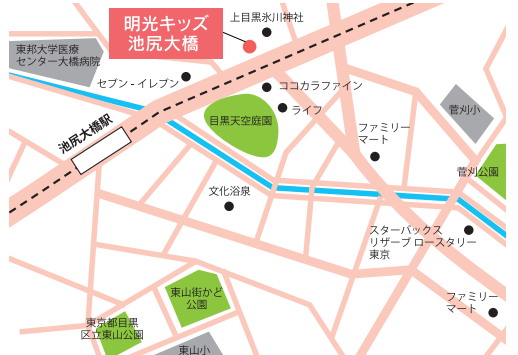 明光キッズ
池尻大橋
上目黒氷川神社
東邦大学医療
センター大橋病院
セブン-イレブン
ココカラファイン
ライフ
目黒天空庭園
池尻大橋駅
ファミリー
マート
菅刈小
菅刈公園
文化浴泉
スターバックス
リザーブ ロースタリー
東京
東山街かど
公園
ファミリー
マート
東京都目黒
区立東山公園
東山小